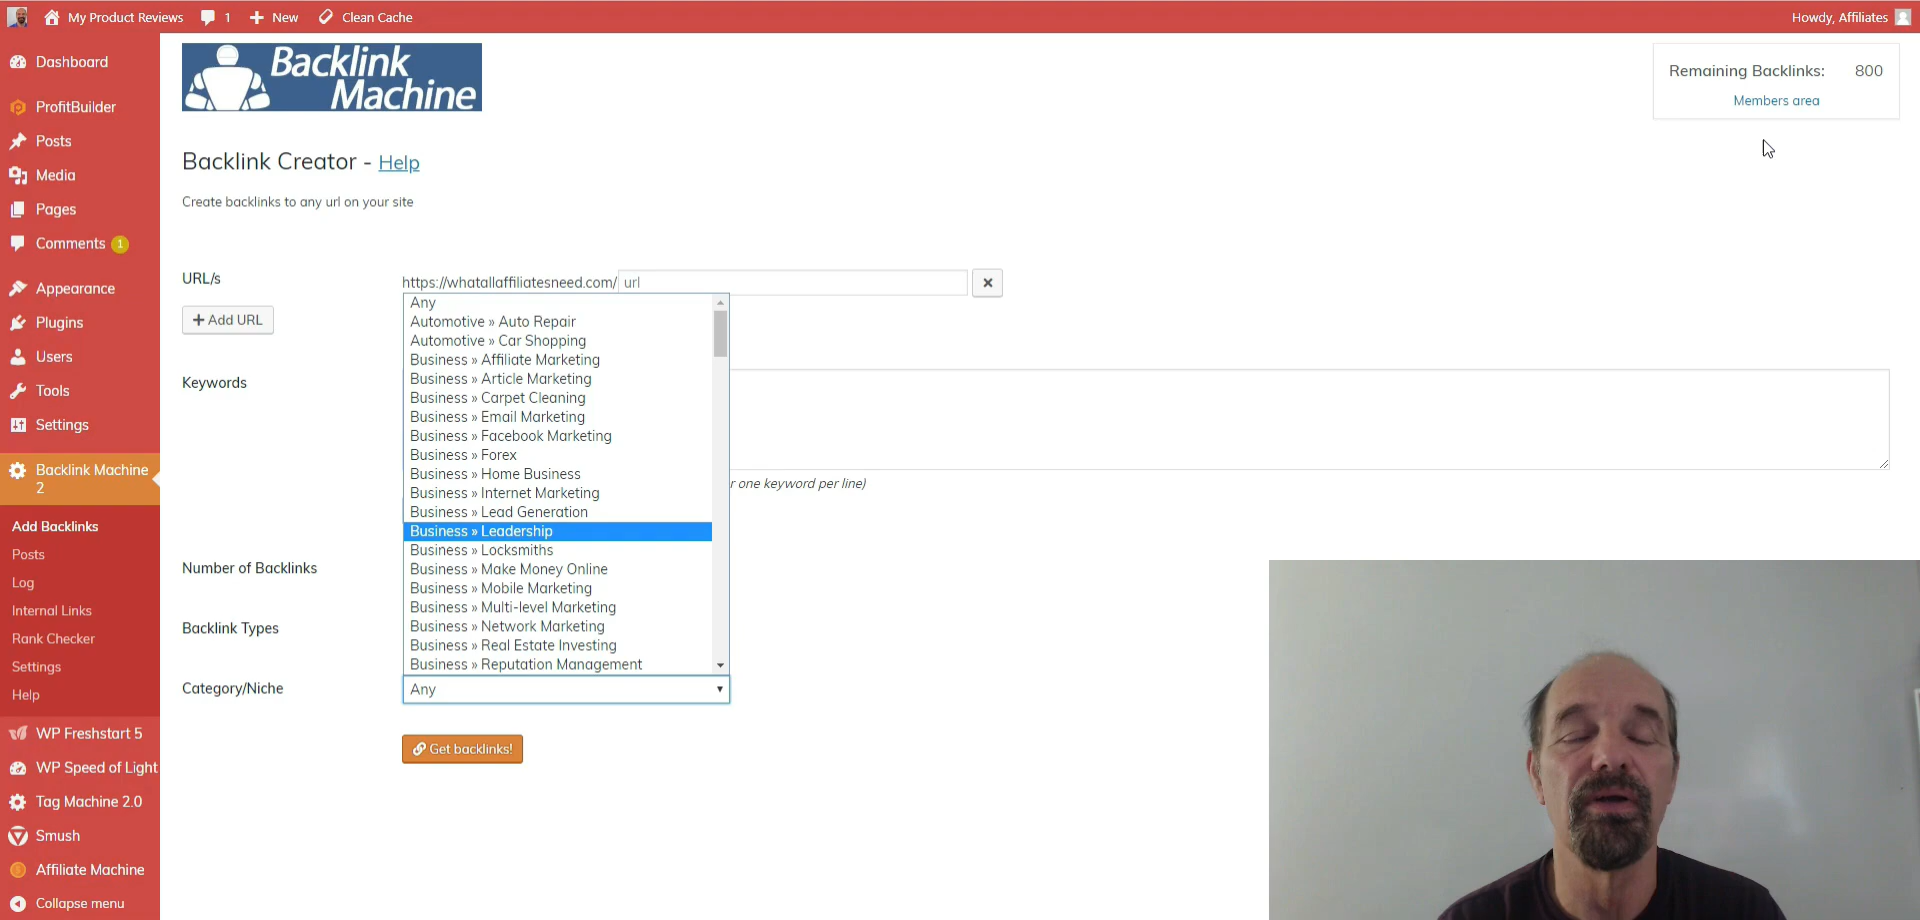 My Product Reviews 1 New Clean Cache Howdy, Affiliates
Dashboard
ProfitBuilder
Posts
Media
Pages
Comments 1
Appearance
Plugins
Users
Tools
Settings
Backlink Machine
2
Add Backlinks
Posts
Log
Internal Links
Rank Checker
Settings
Help
WP Freshstart 5
WP Speed of Light
Tag Machine 2.0
Smush
Affiliate Machine
Collapse menu
Backlink
Machine
Remaining Backlinks: 800
Members area
Backlink Creator - Help
Create backlinks to any url on your site
URL/s
https://whatallaffiliatesneed.com/ url
+ Add URL
Any
Automotive » Auto Repair
Automotive » Car Shopping
Business » Affiliate Marketing
Business » Article Marketing
Business » Carpet Cleaning
Business » Email Marketing
Business » Facebook Marketing
Business » Forex
Business » Home Business
Business » Internet Marketing
Business » Lead Generation
Business » Leadership
Business » Locksmiths
Business » Make Money Online
Business » Mobile Marketing
Business » Multi-level Marketing
Business » Network Marketing
Business » Real Estate Investing
Business » Reputation Management
Keywords
r one keyword per line)
Number of Backlinks
Backlink Types
Category/Niche
Any
Get backlinks!